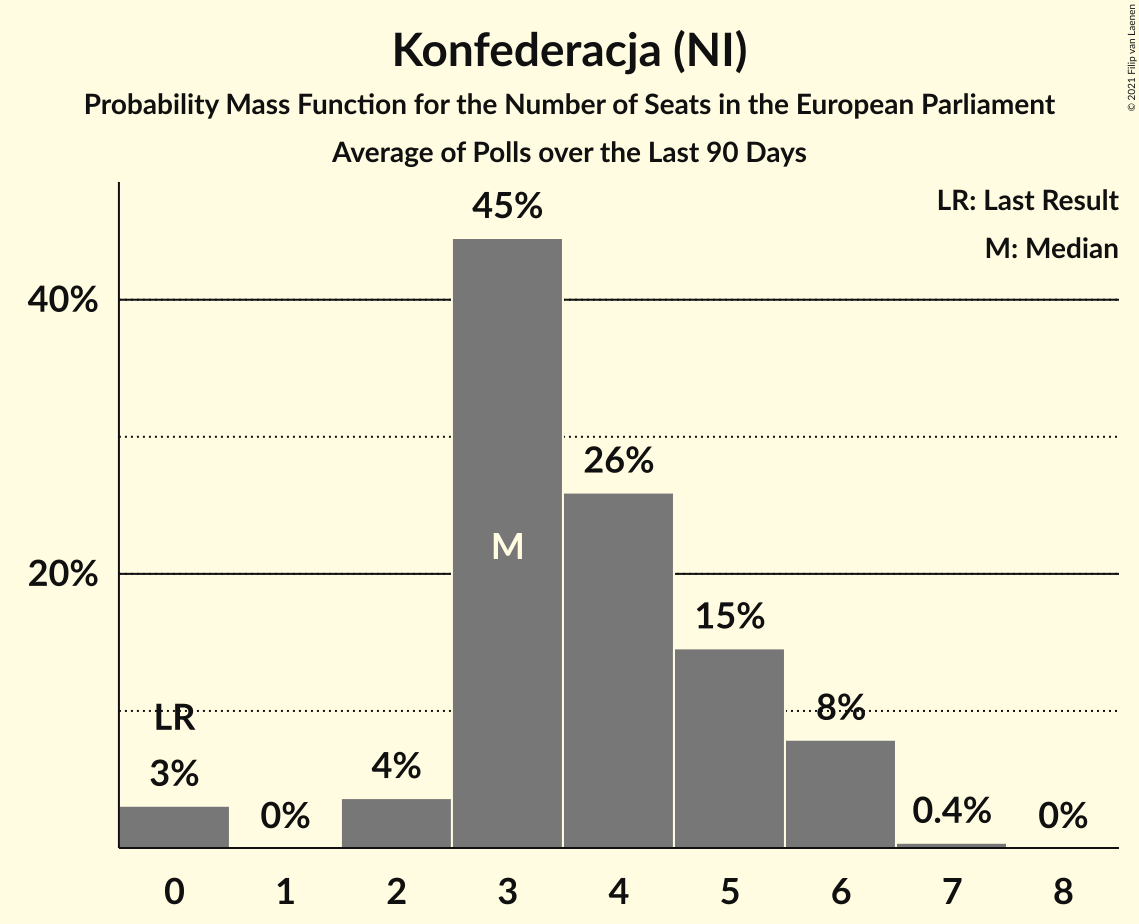 Konfederacja (NI)
Probability Mass Function for the Number of Seats in the European Parliament
Average of Polls over the Last 90 Days
© 2021 Filip van Laenen
LR: Last Result
M: Median
45%
40%
26%
M
20%
15%
LR
8%
3%
4%
0%
0.4%
0%
0 1 2 3 4 5 6 7 8